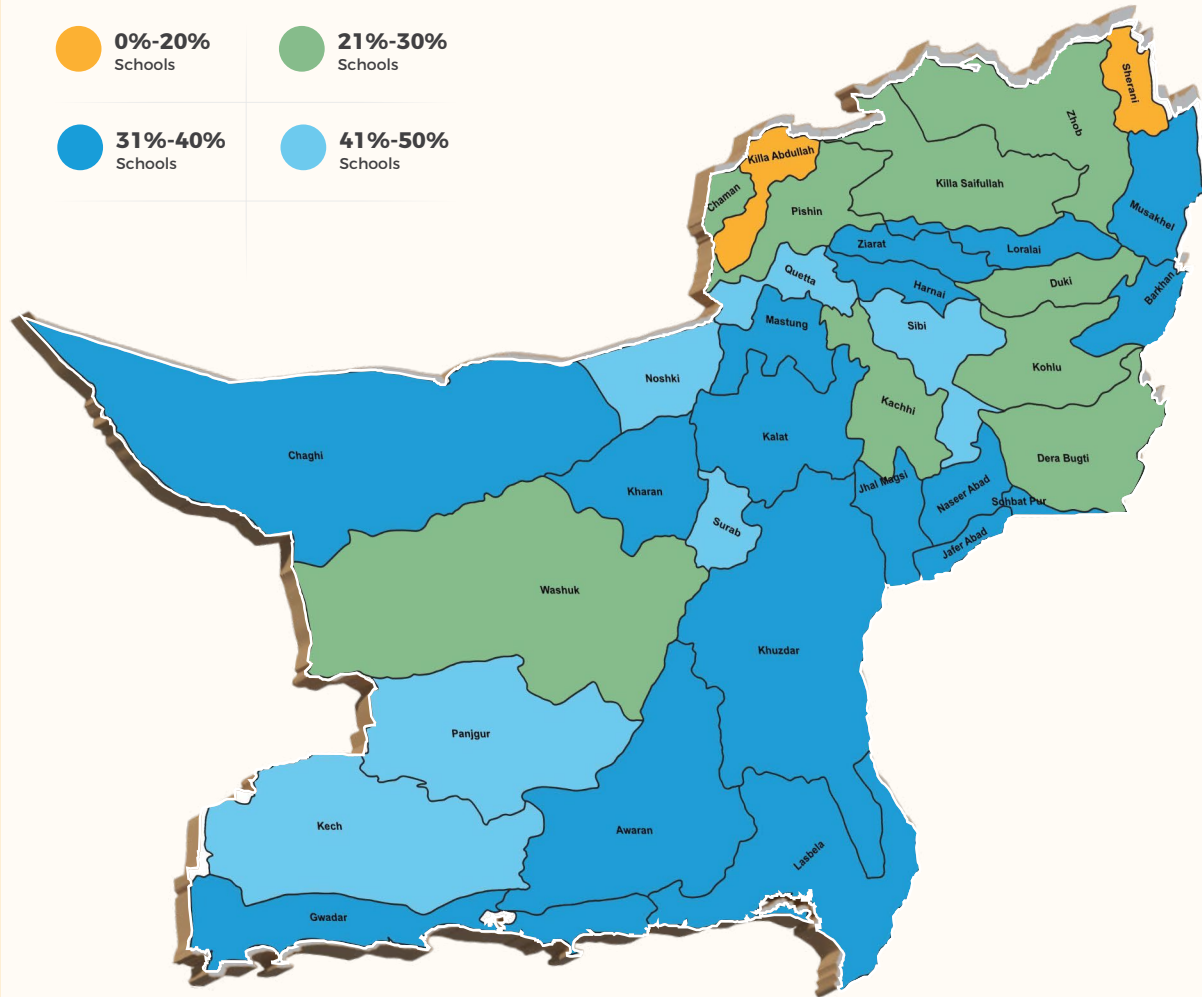 0%-20%
Schools
21%-30%
Schools
31%-40%
Schools
41%-50%
Schools
Sherani
Zhob
Killa Abdullah
Killa Saifullah
Chaman
Pishin
Musakhel
Ziarat
Loralai
Quetta
Harnai
Duki
Barkhan
Mastung
Sibi
Noshki
Kohlu
Kachhi
Kalat
Chaghi
Dera Bugti
Kharan
Jhal Magsi
Naseer Abad
Sohbat Pur
Surab
Jafer Abad
Washuk
Khuzdar
Panjgur
Kech
Awaran
Lasbela
Gwadar